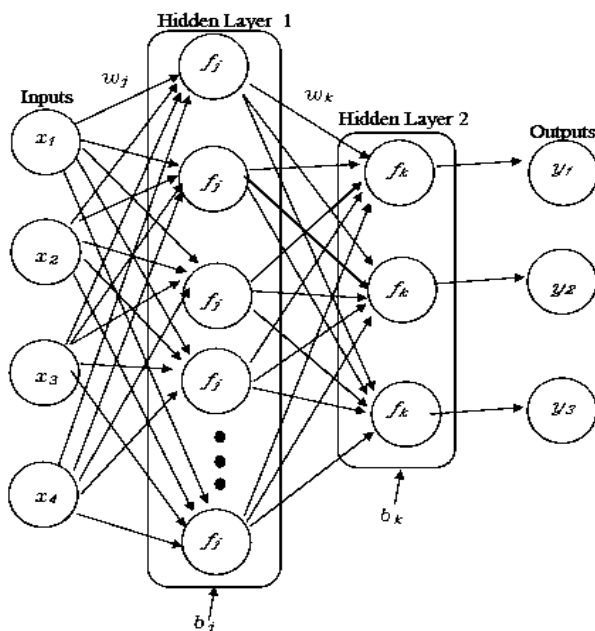 Hidden Layer 1
f_j
w_j
w_k
Inputs
Hidden Layer 2
Outputs
x_1
f_j
f_k
y_1
x_2
f_j
f_k
y_2
x_3
f_j
f_k
y_3
x_4
f_j
b_k
b_j